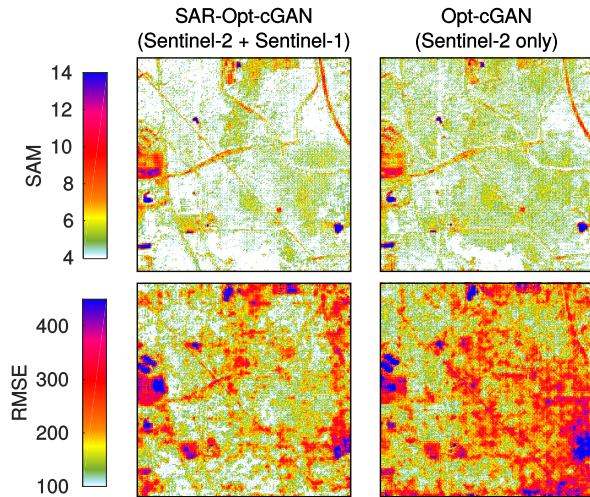 SAR-Opt-cGAN
(Sentinel-2 + Sentinel-1)
Opt-cGAN
(Sentinel-2 only)
14
12
10
8
6
4
SAM
400
300
200
100
RMSE